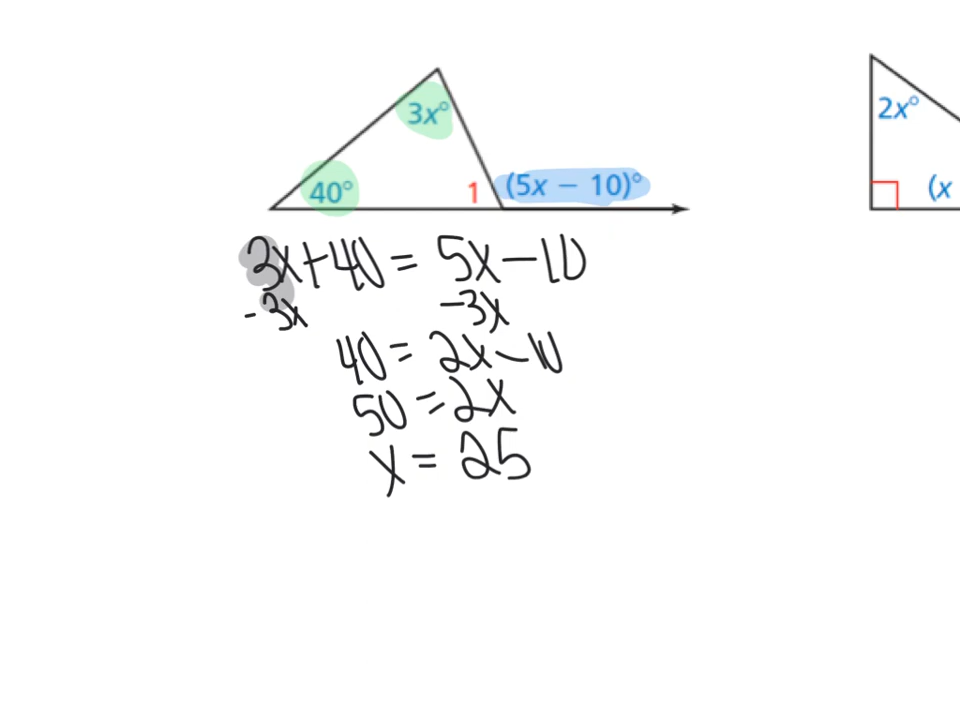 3x°
2x°
40°
1
(5x − 10)°
(x
3x+40 = 5x−10
-3x −3x
40 = 2x−10
50 = 2x
x = 25